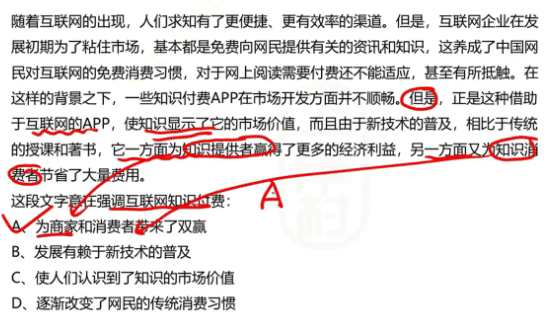 随着互联网的出现，人们求知有了更便捷、更有效率的渠道。但是，互联网企业在发
展初期为了粘住市场，基本都是免费向网民提供有关的资讯和知识，这养成了中国网
民对互联网的免费消费习惯，对于网上阅读需要付费还不能适应，甚至有所抵触。在
这样的背景之下，一些知识付费APP在市场开发方面并不顺畅。但是，正是这种借助
于互联网的APP，使知识显示了它的市场价值，而且由于新技术的普及，相比于传统
的授课和著书，它一方面为知识提供者赢得了更多的经济利益，另一方面又为知识消
费者节省了大量费用。
这段文字意在强调互联网知识付费：
A、为商家和消费者带来了双赢
B、发展有赖于新技术的普及
C、使人们认识到了知识的市场价值
D、逐渐改变了网民的传统消费习惯
A